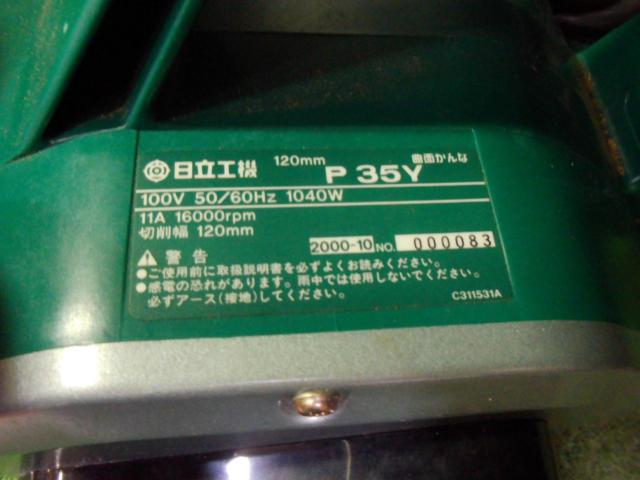 日立工機 120mm P 35Y 曲面かんな
100V 50/60Hz 1040W
11A 16000rpm
切削幅 120mm
2000-10 NO. 000083
警告
●ご使用前に取扱説明書を必ずよくお読みください。
●感電の恐れがあります。雨中では使用しないでください。
必ずアース(接地)してください。
C311531A